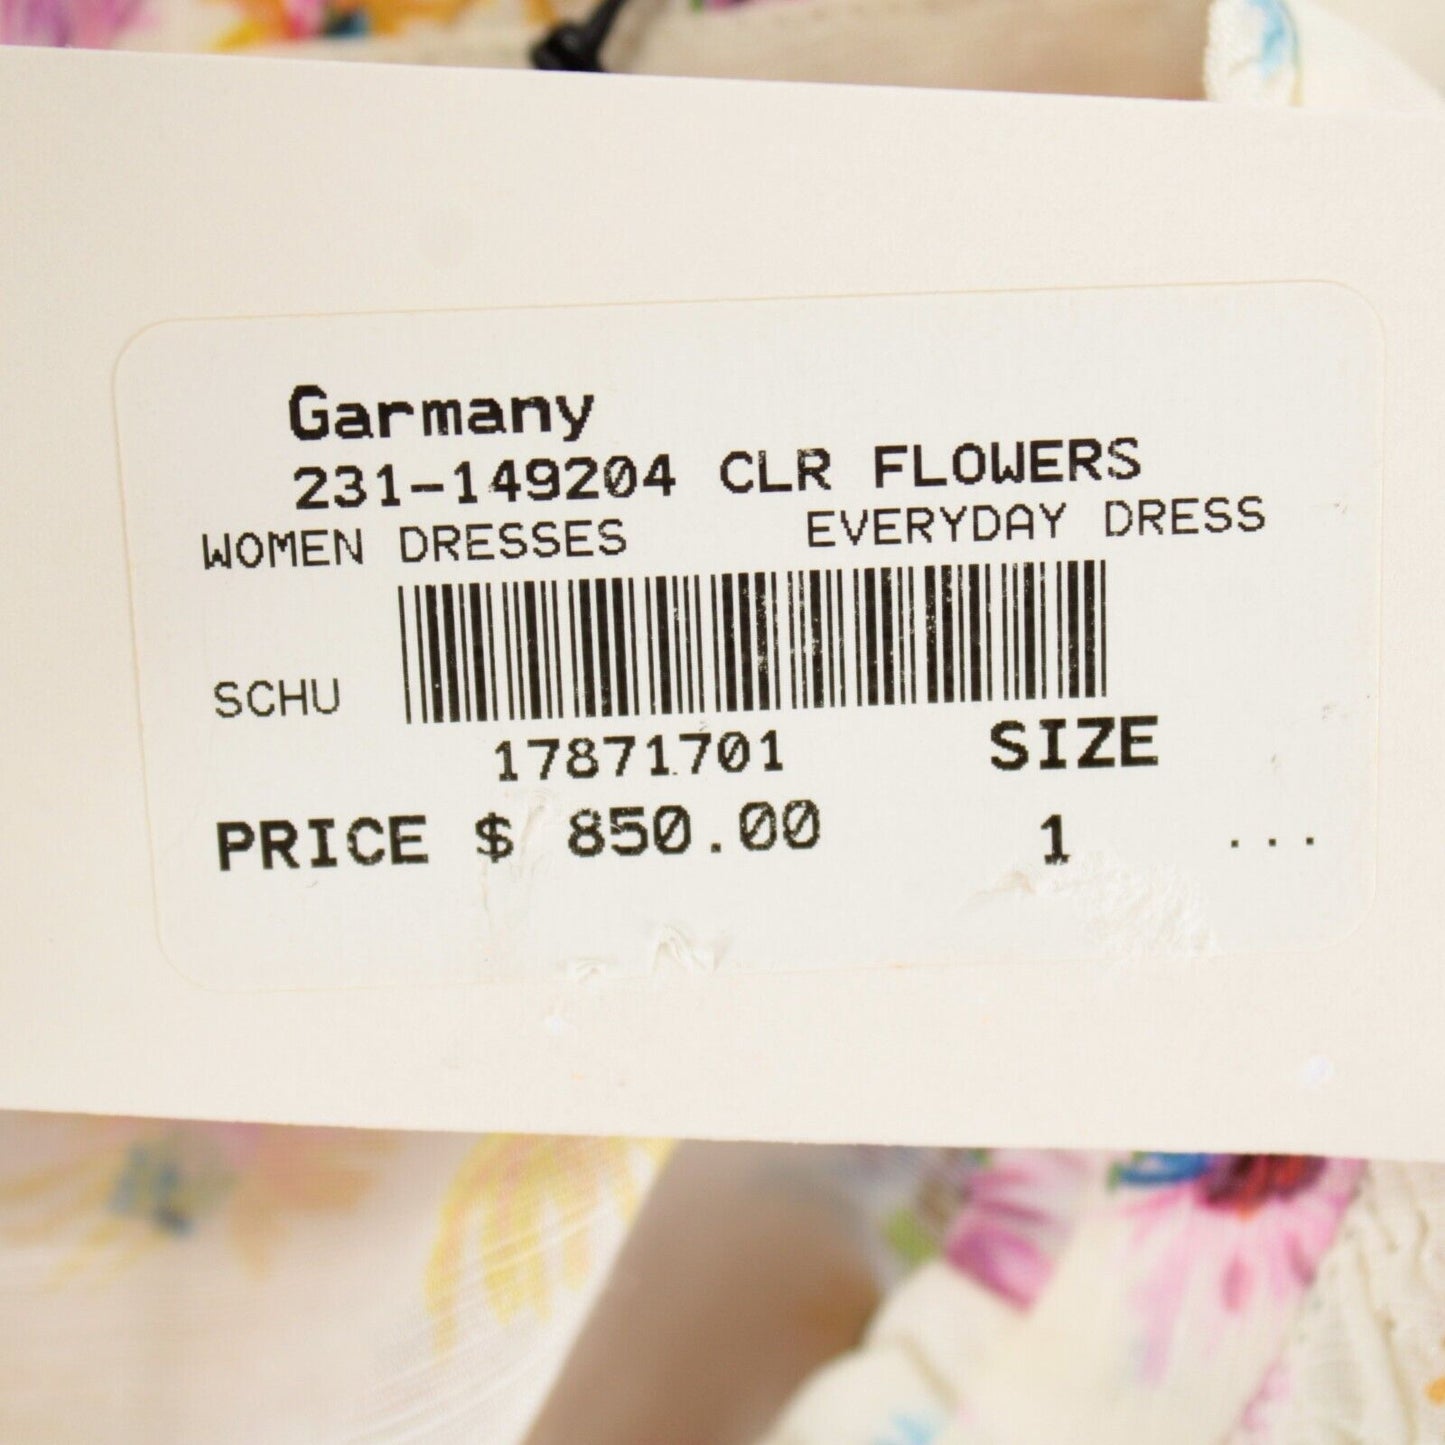 Garmany
231-149204 CLR FLOWERS
WOMEN DRESSES EVERYDAY DRESS
SCHU
17871701 SIZE
PRICE $ 850.00 1 ...